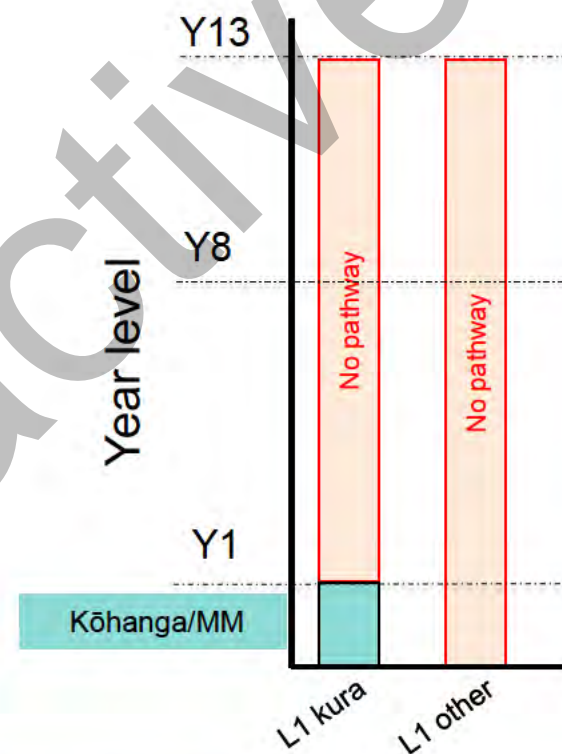 Y13
Y8
Year level
No pathway
No pathway
Y1
Kōhanga/MM
L1 kura
L1 other